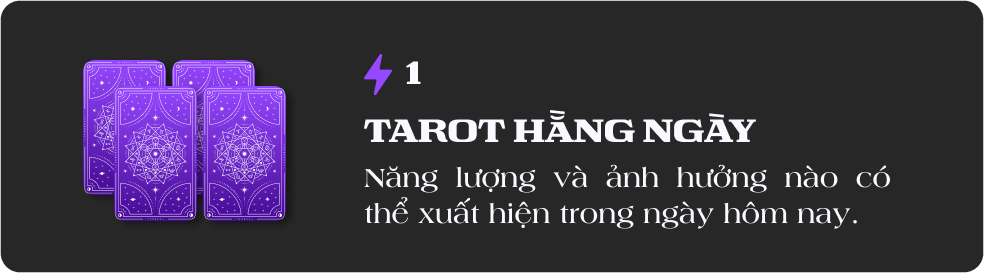 1
TAROT HẰNG NGÀY
Năng lượng và ảnh hưởng nào có
thể xuất hiện trong ngày hôm nay.